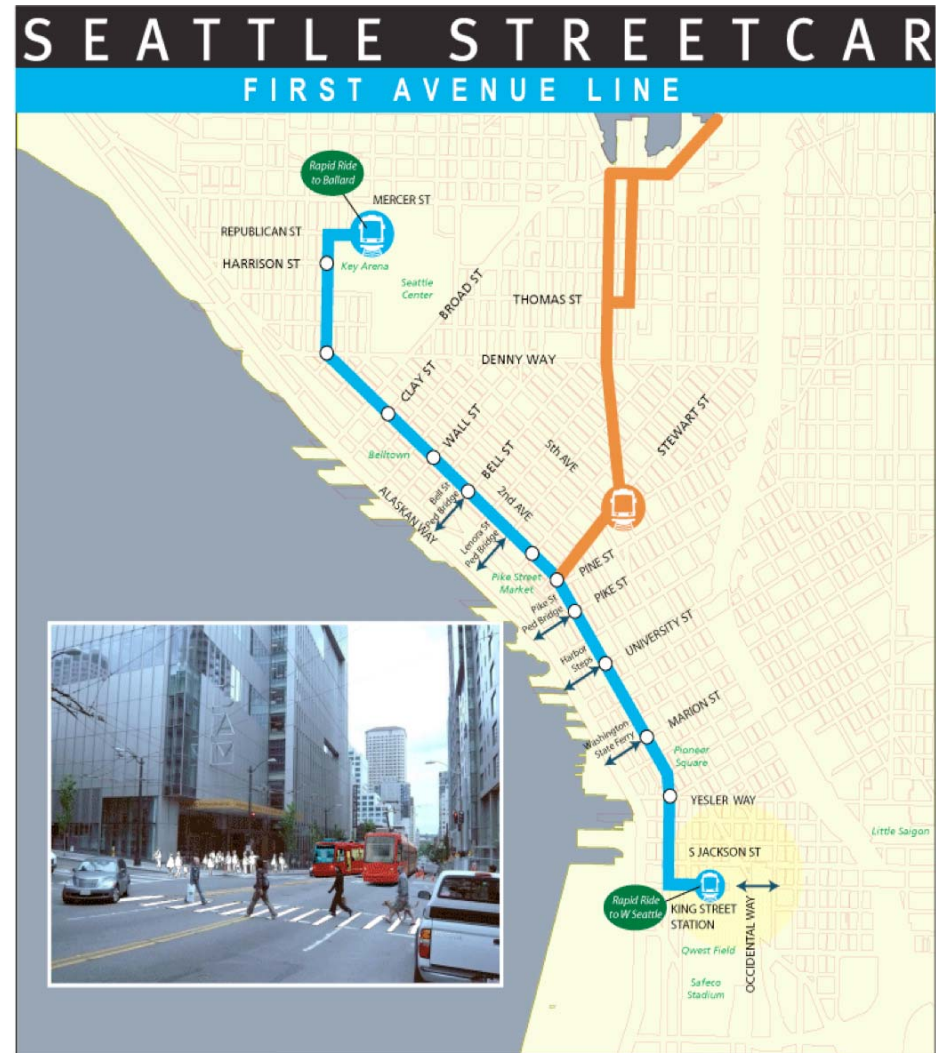 SEATTLE STREETCAR
FIRST AVENUE LINE
Rapid Ride
to Ballard
MERCER ST
REPUBLICAN ST
HARRISON ST
Key Arena
Seattle
Center
BROAD ST
THOMAS ST
DENNY WAY
CLAY ST
WALL ST
BELL ST
5th AVE
STEWART ST
Belltown
2nd AVE
Bell St
Ped Bridge
ALASKAN WAY
Lenora St
Ped Bridge
Pike Street
Market
PINE ST
PIKE ST
Pike St
Ped Bridge
UNIVERSITY ST
Harbor
Steps
MARION ST
Washington
State Ferry
Pioneer
Square
YESLER WAY
Little Saigon
S JACKSON ST
Rapid Ride
to W Seattle
KING STREET
STATION
OCCIDENTAL WAY
Qwest Field
Safeco
Stadium
SAM